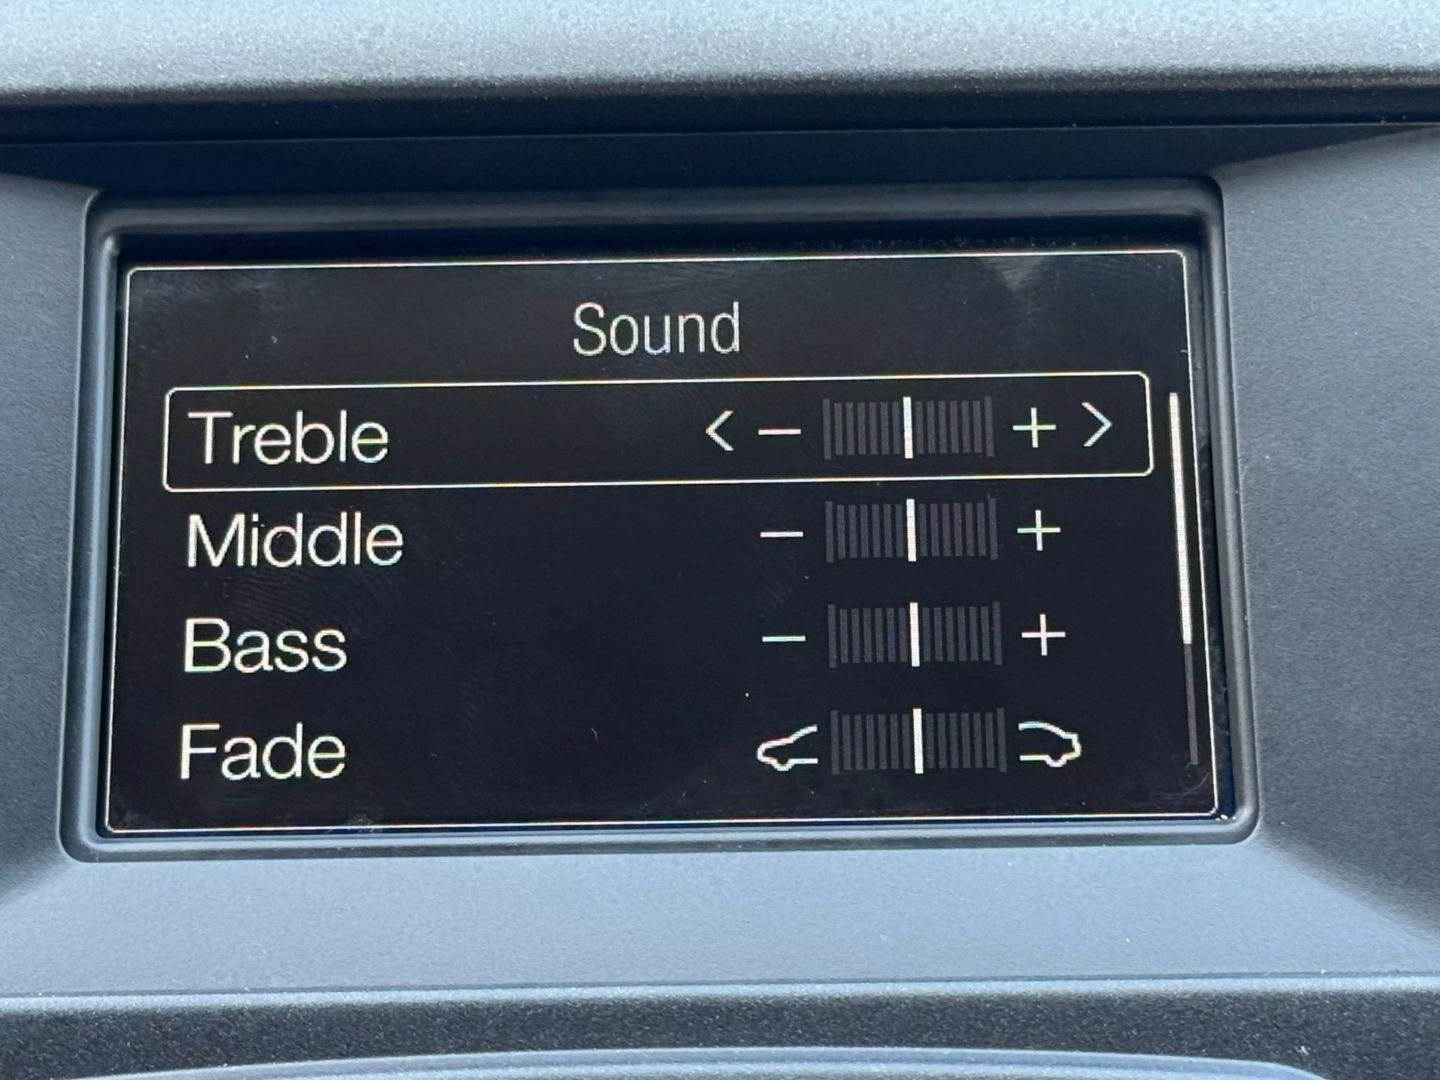 Sound
Treble < − + >
Middle − +
Bass − +
Fade